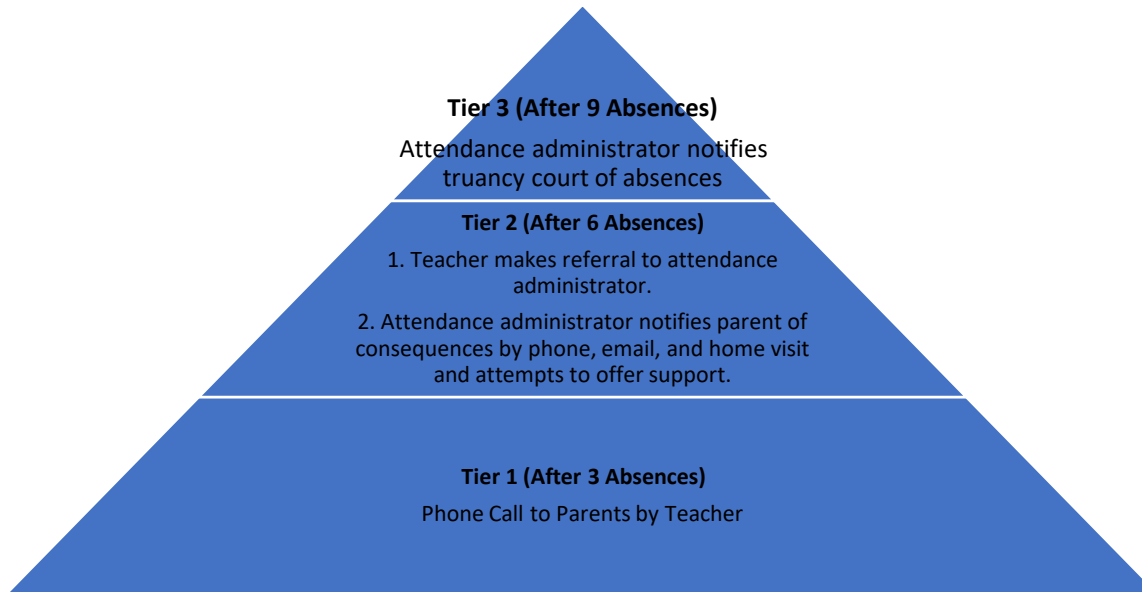 Tier 3 (After 9 Absences)
Attendance administrator notifies
truancy court of absences
Tier 2 (After 6 Absences)
1. Teacher makes referral to attendance
administrator.
2. Attendance administrator notifies parent of
consequences by phone, email, and home visit
and attempts to offer support.
Tier 1 (After 3 Absences)
Phone Call to Parents by Teacher